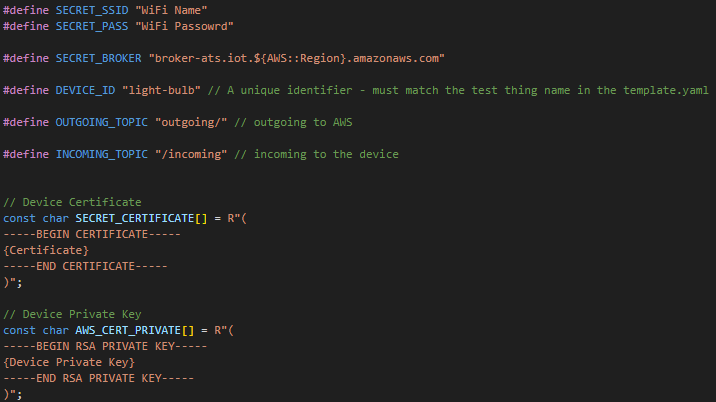 #define SECRET_SSID "WiFi Name"
#define SECRET_PASS "WiFi Passowrd"
#define SECRET_BROKER "broker-ats.iot.${AWS::Region}.amazonaws.com"
#define DEVICE_ID "light-bulb" // A unique identifier - must match the test thing name in the template.yaml
#define OUTGOING_TOPIC "outgoing/" // outgoing to AWS
#define INCOMING_TOPIC "/incoming" // incoming to the device
// Device Certificate
const char SECRET_CERTIFICATE[] = R"(
-----BEGIN CERTIFICATE-----
{Certificate}
-----END CERTIFICATE-----
)";
// Device Private Key
const char AWS_CERT_PRIVATE[] = R"(
-----BEGIN RSA PRIVATE KEY-----
{Device Private Key}
-----END RSA PRIVATE KEY-----
)";